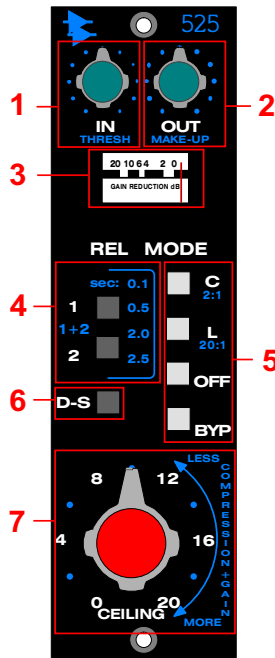 525
1
2
IN
THRESH
OUT
MAKE-UP
3
20 10 6 4 2 0
GAIN REDUCTION dB
REL MODE
4
sec: 0.1
1
0.5
1+2
2.0
2
2.5
C
2:1
L
20:1
5
OFF
BYP
6
D-S
7
LESS
COMPRESSION+GAIN
MORE
8
12
4
16
0
20
CEILING